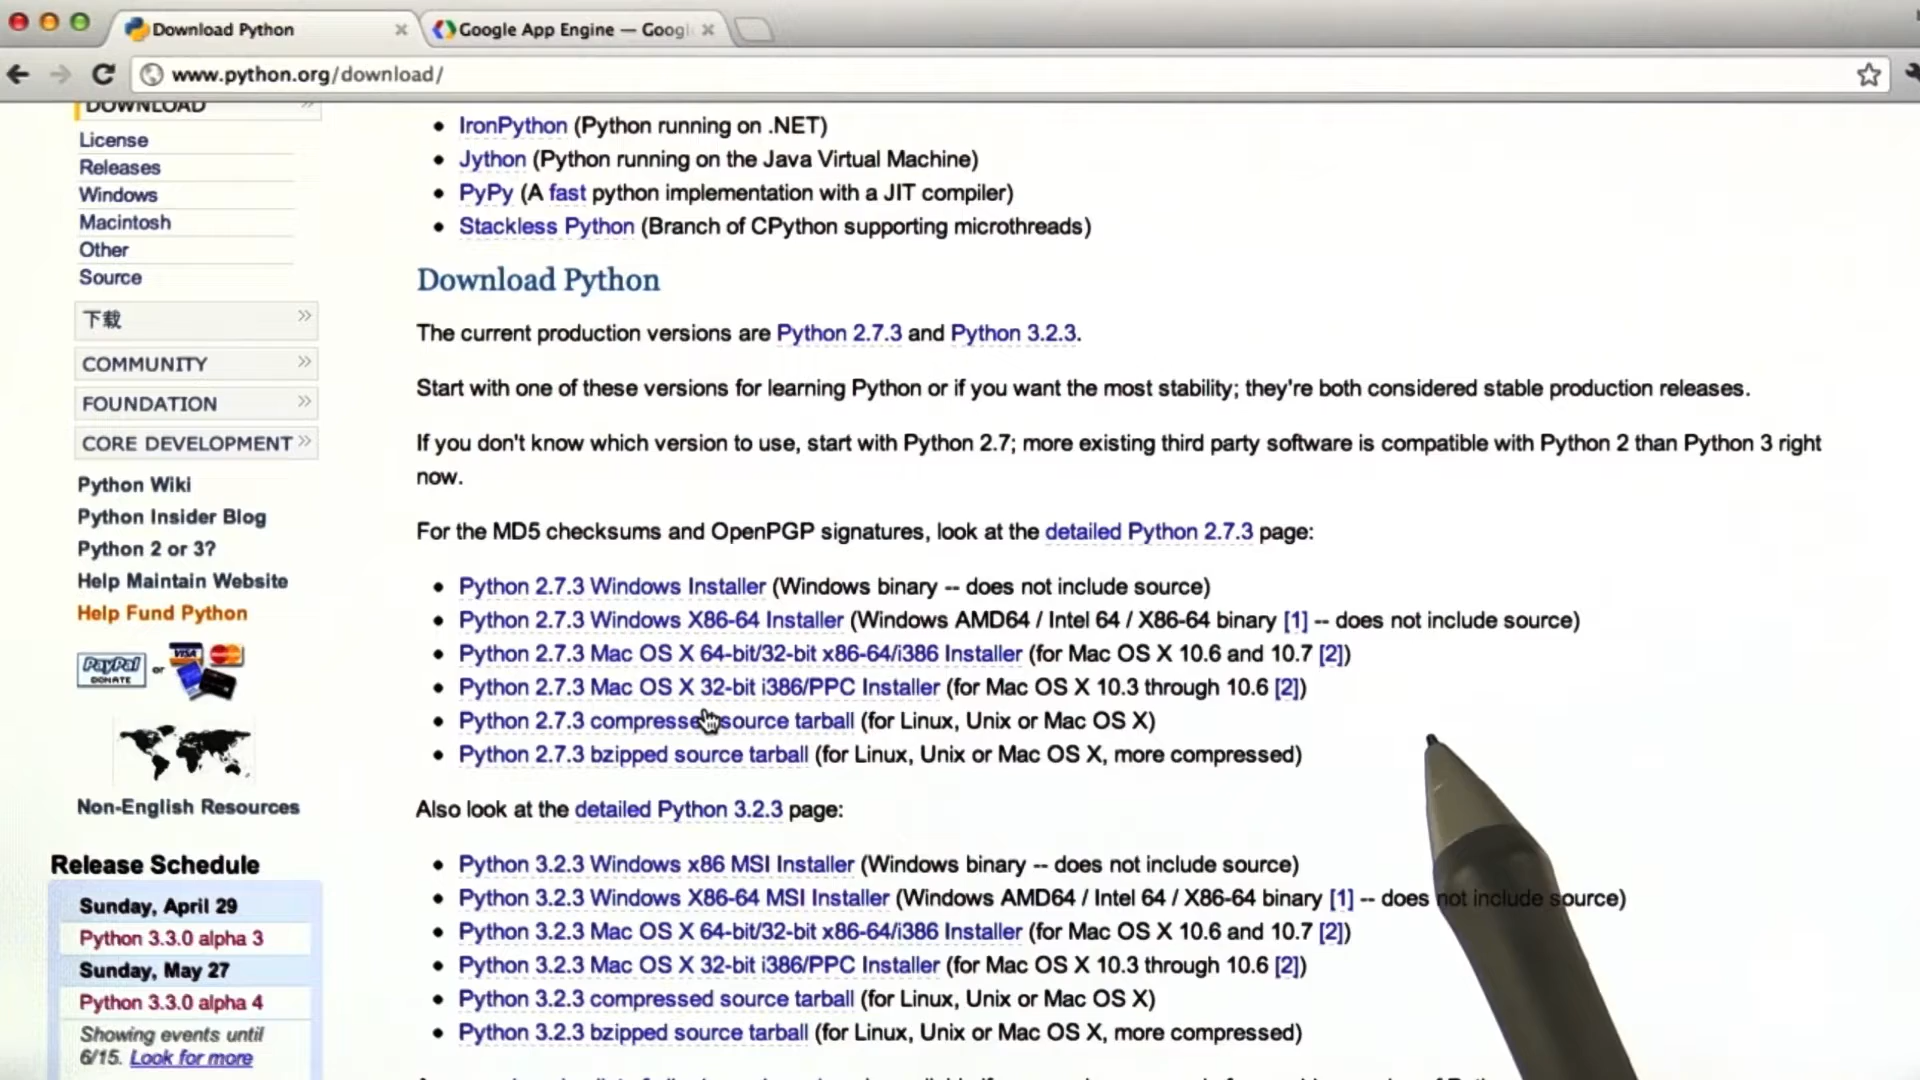 Download Python
Google App Engine — Googl
www.python.org/download/
DOWNLOAD
License
Releases
Windows
Macintosh
Other
Source
下载
COMMUNITY
FOUNDATION
CORE DEVELOPMENT
Python Wiki
Python Insider Blog
Python 2 or 3?
Help Maintain Website
Help Fund Python
PayPal
DONATE
or
VISA
Non-English Resources
Release Schedule
Sunday, April 29
Python 3.3.0 alpha 3
Sunday, May 27
Python 3.3.0 alpha 4
Showing events until
6/15. Look for more
IronPython (Python running on .NET)
Jython (Python running on the Java Virtual Machine)
PyPy (A fast python implementation with a JIT compiler)
Stackless Python (Branch of CPython supporting microthreads)
Download Python
The current production versions are Python 2.7.3 and Python 3.2.3.
Start with one of these versions for learning Python or if you want the most stability; they're both considered stable production releases.
If you don't know which version to use, start with Python 2.7; more existing third party software is compatible with Python 2 than Python 3 right
now.
For the MD5 checksums and OpenPGP signatures, look at the detailed Python 2.7.3 page:
Python 2.7.3 Windows Installer (Windows binary -- does not include source)
Python 2.7.3 Windows X86-64 Installer (Windows AMD64 / Intel 64 / X86-64 binary [1] -- does not include source)
Python 2.7.3 Mac OS X 64-bit/32-bit x86-64/i386 Installer (for Mac OS X 10.6 and 10.7 [2])
Python 2.7.3 Mac OS X 32-bit i386/PPC Installer (for Mac OS X 10.3 through 10.6 [2])
Python 2.7.3 compressed source tarball (for Linux, Unix or Mac OS X)
Python 2.7.3 bzipped source tarball (for Linux, Unix or Mac OS X, more compressed)
Also look at the detailed Python 3.2.3 page:
Python 3.2.3 Windows x86 MSI Installer (Windows binary -- does not include source)
Python 3.2.3 Windows X86-64 MSI Installer (Windows AMD64 / Intel 64 / X86-64 binary [1] -- does not include source)
Python 3.2.3 Mac OS X 64-bit/32-bit x86-64/i386 Installer (for Mac OS X 10.6 and 10.7 [2])
Python 3.2.3 Mac OS X 32-bit i386/PPC Installer (for Mac OS X 10.3 through 10.6 [2])
Python 3.2.3 compressed source tarball (for Linux, Unix or Mac OS X)
Python 3.2.3 bzipped source tarball (for Linux, Unix or Mac OS X, more compressed)